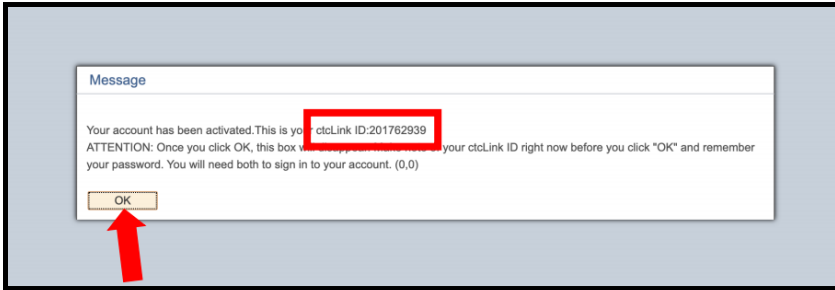 Message
Your account has been activated.This is your ctcLink ID:201762939
ATTENTION: Once you click OK, this box your ctcLink ID right now before you click "OK" and remember
your password. You will need both to sign in to your account. (0,0)
OK